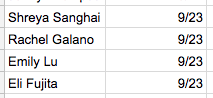 Shreya Sanghai 9/23
Rachel Galano 9/23
Emily Lu 9/23
Eli Fujita 9/23